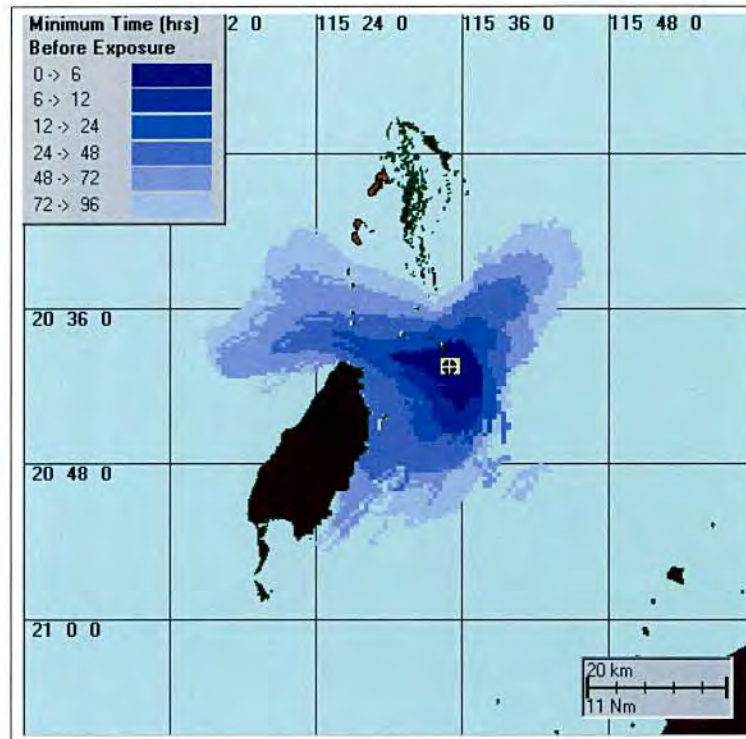 Minimum Time (hrs)
Before Exposure
0 -> 6
6 -> 12
12 -> 24
24 -> 48
48 -> 72
72 -> 96
2 0
115 24 0
115 36 0
115 48 0
20 36 0
20 48 0
21 0 0
20 km
11 Nm